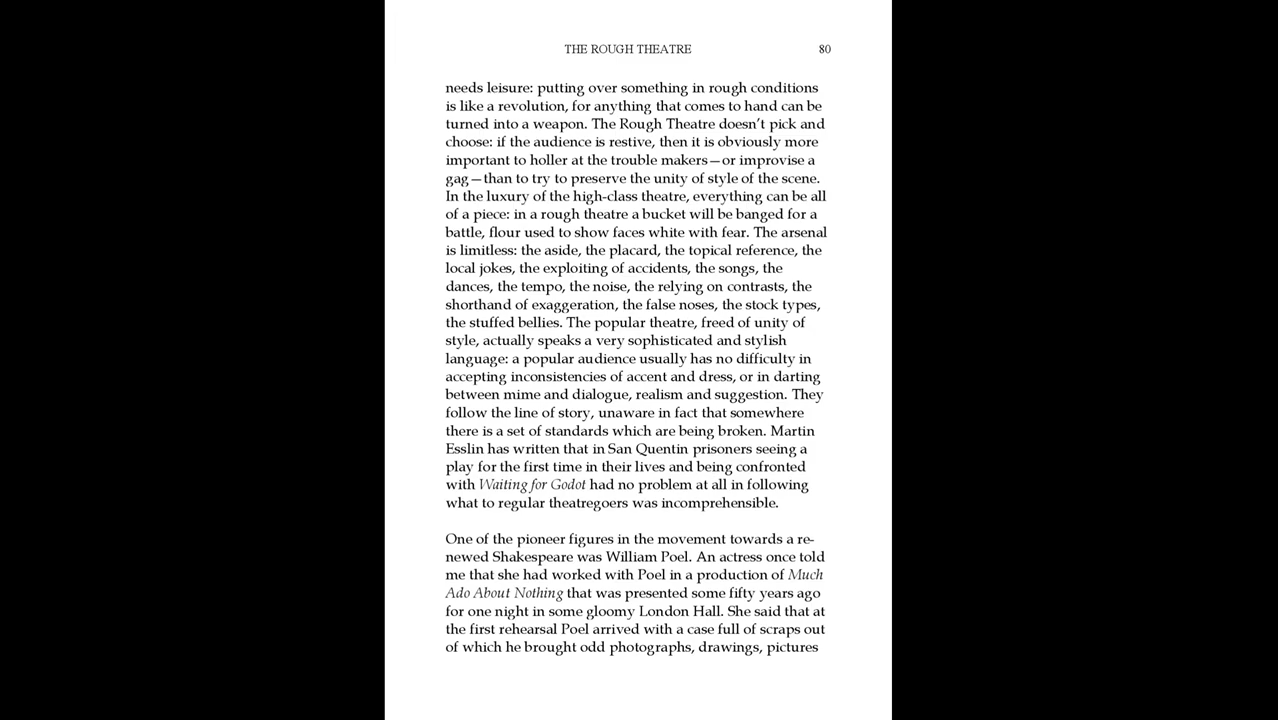 THE ROUGH THEATRE 80
needs leisure: putting over something in rough conditions
is like a revolution, for anything that comes to hand can be
turned into a weapon. The Rough Theatre doesn't pick and
choose: if the audience is restive, then it is obviously more
important to holler at the trouble makers—or improvise a
gag—than to try to preserve the unity of style of the scene.
In the luxury of the high-class theatre, everything can be all
of a piece: in a rough theatre a bucket will be banged for a
battle, flour used to show faces white with fear. The arsenal
is limitless: the aside, the placard, the topical reference, the
local jokes, the exploiting of accidents, the songs, the
dances, the tempo, the noise, the relying on contrasts, the
shorthand of exaggeration, the false noses, the stock types,
the stuffed bellies. The popular theatre, freed of unity of
style, actually speaks a very sophisticated and stylish
language: a popular audience usually has no difficulty in
accepting inconsistencies of accent and dress, or in darting
between mime and dialogue, realism and suggestion. They
follow the line of story, unaware in fact that somewhere
there is a set of standards which are being broken. Martin
Esslin has written that in San Quentin prisoners seeing a
play for the first time in their lives and being confronted
with Waiting for Godot had no problem at all in following
what to regular theatregoers was incomprehensible.
One of the pioneer figures in the movement towards a re-
newed Shakespeare was William Poel. An actress once told
me that she had worked with Poel in a production of Much
Ado About Nothing that was presented some fifty years ago
for one night in some gloomy London Hall. She said that at
the first rehearsal Poel arrived with a case full of scraps out
of which he brought odd photographs, drawings, pictures